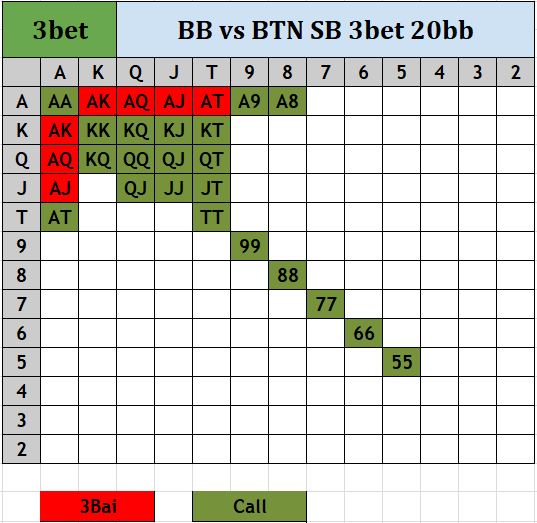 3bet BB vs BTN SB 3bet 20bb
A K Q J T 9 8 7 6 5 4 3 2
A AA AK AQ AJ AT A9 A8
K AK KK KQ KJ KT
Q AQ KQ QQ QJ QT
J AJ QJ JJ JT
T AT TT
9 99
8 88
7 77
6 66
5 55
4
3
2
3Bai Call